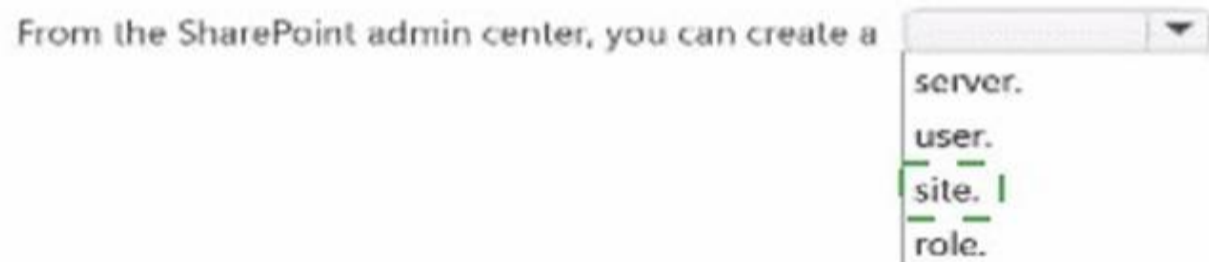 From the SharePoint admin center, you can create a
server.
user.
site.
role.